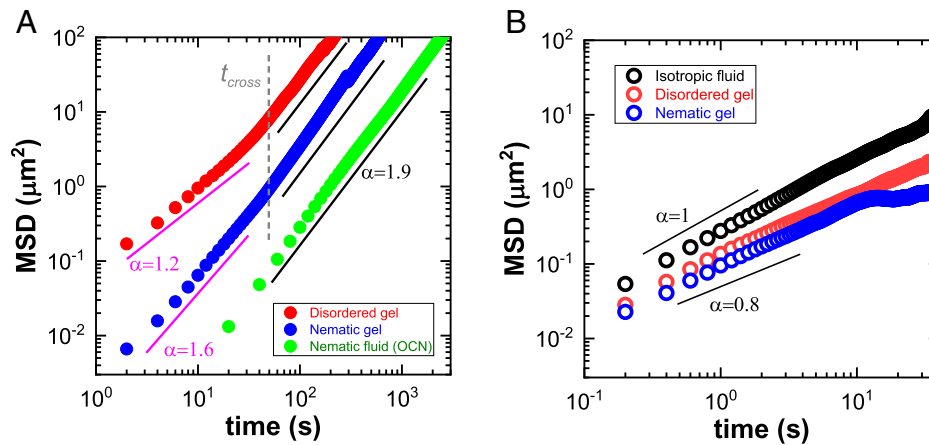 A
10²
10¹
10⁰
10⁻¹
10⁻²
MSD (μm²)
t_cross
α=1.2
α=1.6
α=1.9
Disordered gel
Nematic gel
Nematic fluid (OCN)
10⁰
10¹
10²
10³
time (s)
B
10²
10¹
10⁰
10⁻¹
10⁻²
MSD (μm²)
Isotropic fluid
Disordered gel
Nematic gel
α=1
α=0.8
10⁻¹
10⁰
10¹
time (s)